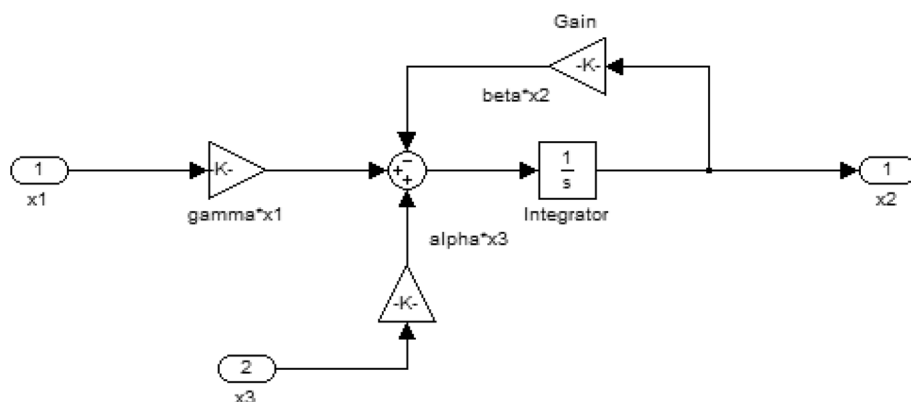 Gain
-K-
beta*x2
1
x1
-K-
gamma*x1
−
+
+
1
s
Integrator
1
x2
alpha*x3
-K-
2
x3